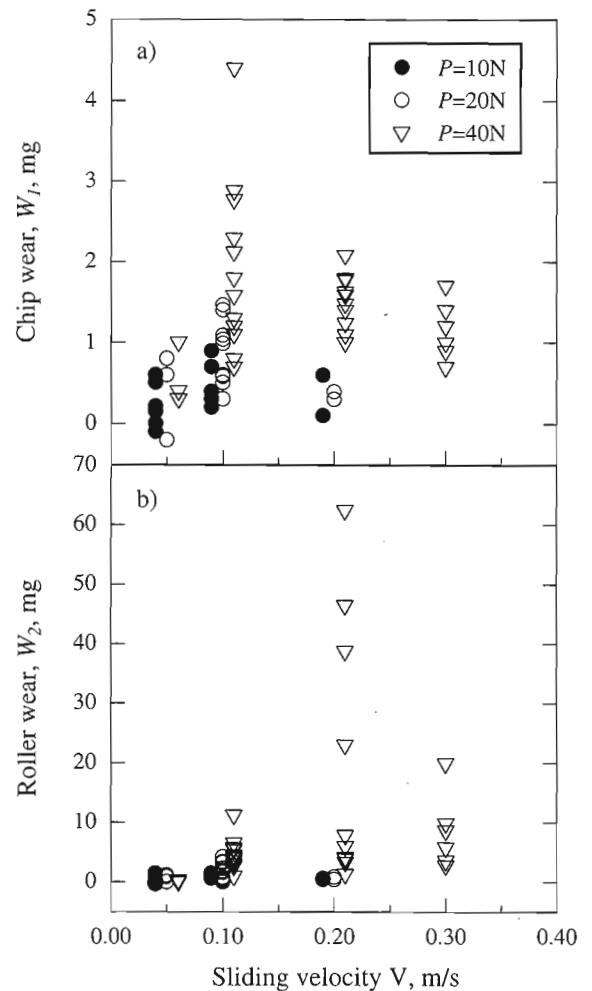 a)
P=10N
P=20N
P=40N
5
4
3
2
1
0
Chip wear, W1, mg
b)
70
60
50
40
30
20
10
0
Roller wear, W2, mg
0.00 0.10 0.20 0.30 0.40
Sliding velocity V, m/s